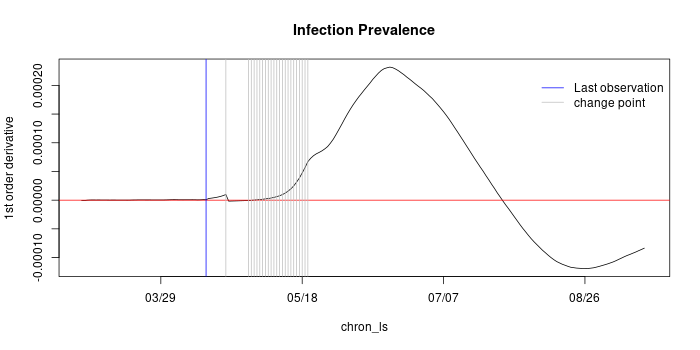 Infection Prevalence
1st order derivative
0.00020
0.00010
0.00000
-0.00010
Last observation
change point
03/29
05/18
07/07
08/26
chron_ls